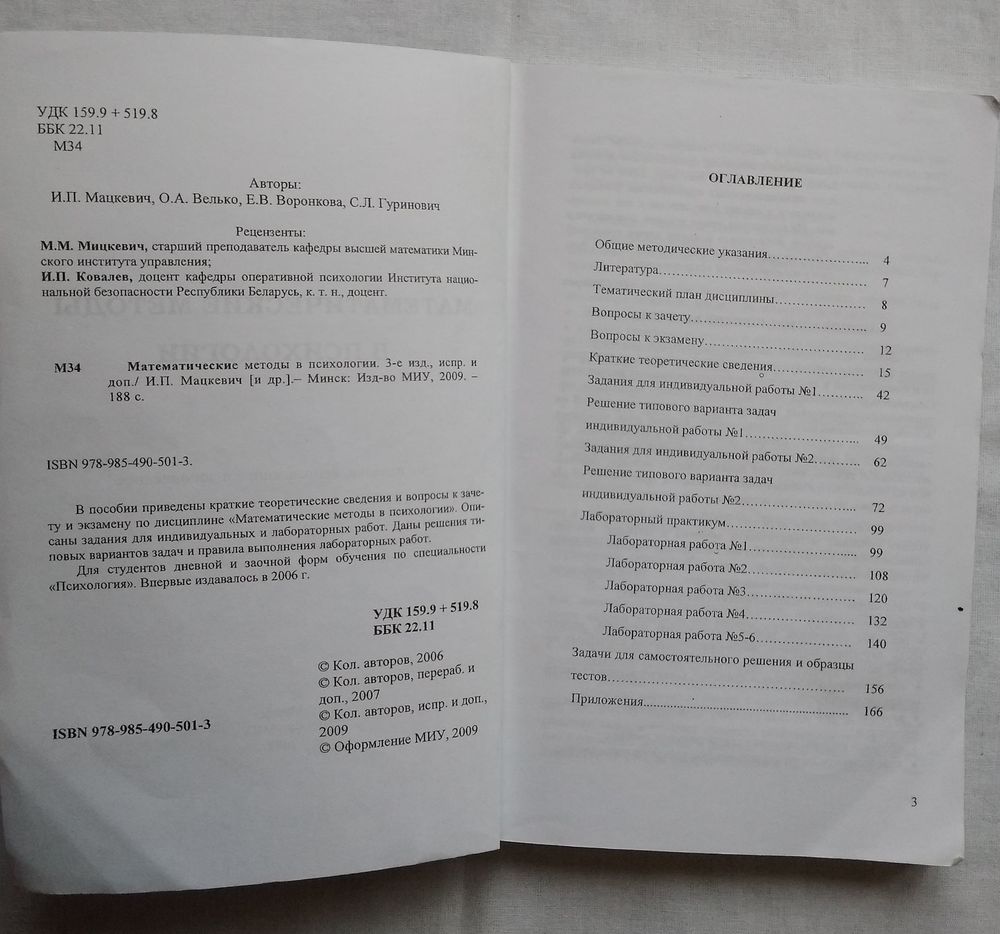 УДК 159.9 + 519.8
ББК 22.11
М34
Авторы:
И.П. Мацкевич, О.А. Велько, Е.В. Воронкова, С.Л. Гуринович
Рецензенты:
М.М. Мицкевич, старший преподаватель кафедры высшей математики Мин-
ского института управления;
И.П. Ковалев, доцент кафедры оперативной психологии Института нацио-
нальной безопасности Республики Беларусь, к. т. н., доцент.
М34 Математические методы в психологии. 3-е изд., испр. и
доп./ И.П. Мацкевич [и др.].– Минск: Изд-во МИУ, 2009. –
188 с.
ISBN 978-985-490-501-3.
В пособии приведены краткие теоретические сведения и вопросы к заче-
ту и экзамену по дисциплине «Математические методы в психологии». Опи-
саны задания для индивидуальных и лабораторных работ. Даны решения ти-
повых вариантов задач и правила выполнения лабораторных работ.
Для студентов дневной и заочной форм обучения по специальности
«Психология». Впервые издавалось в 2006 г.
УДК 159.9 + 519.8
ББК 22.11
© Кол. авторов, 2006
© Кол. авторов, перераб. и
доп., 2007
© Кол. авторов, испр. и доп.,
2009
© Оформление МИУ, 2009
ISBN 978-985-490-501-3
ОГЛАВЛЕНИЕ
Общие методические указания.......................... 4
Литература..................................................... 7
Тематический план дисциплины....................... 8
Вопросы к зачету............................................. 9
Вопросы к экзамену.......................................... 12
Краткие теоретические сведения....................... 15
Задания для индивидуальной работы №1........... 42
Решение типового варианта задач
индивидуальной работы №1............................. 49
Задания для индивидуальной работы №2........... 62
Решение типового варианта задач
индивидуальной работы №2............................. 72
Лабораторный практикум.................................. 99
Лабораторная работа №1............................ 99
Лабораторная работа №2............................ 108
Лабораторная работа №3............................ 120
Лабораторная работа №4............................ 132
Лабораторная работа №5-6......................... 140
Задачи для самостоятельного решения и образцы
тестов............................................................. 156
Приложения.................................................... 166
3